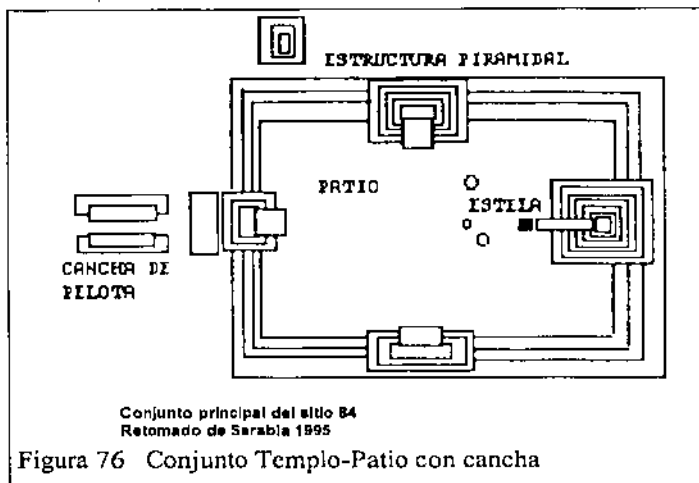 ESTRUCTURA PIRAMIDAL
PATIO
ESTELA
CANCHA DE
PELOTA
Conjunto principal del sitio 84
Retomado de Sarabia 1995
Figura 76 Conjunto Templo-Patio con cancha